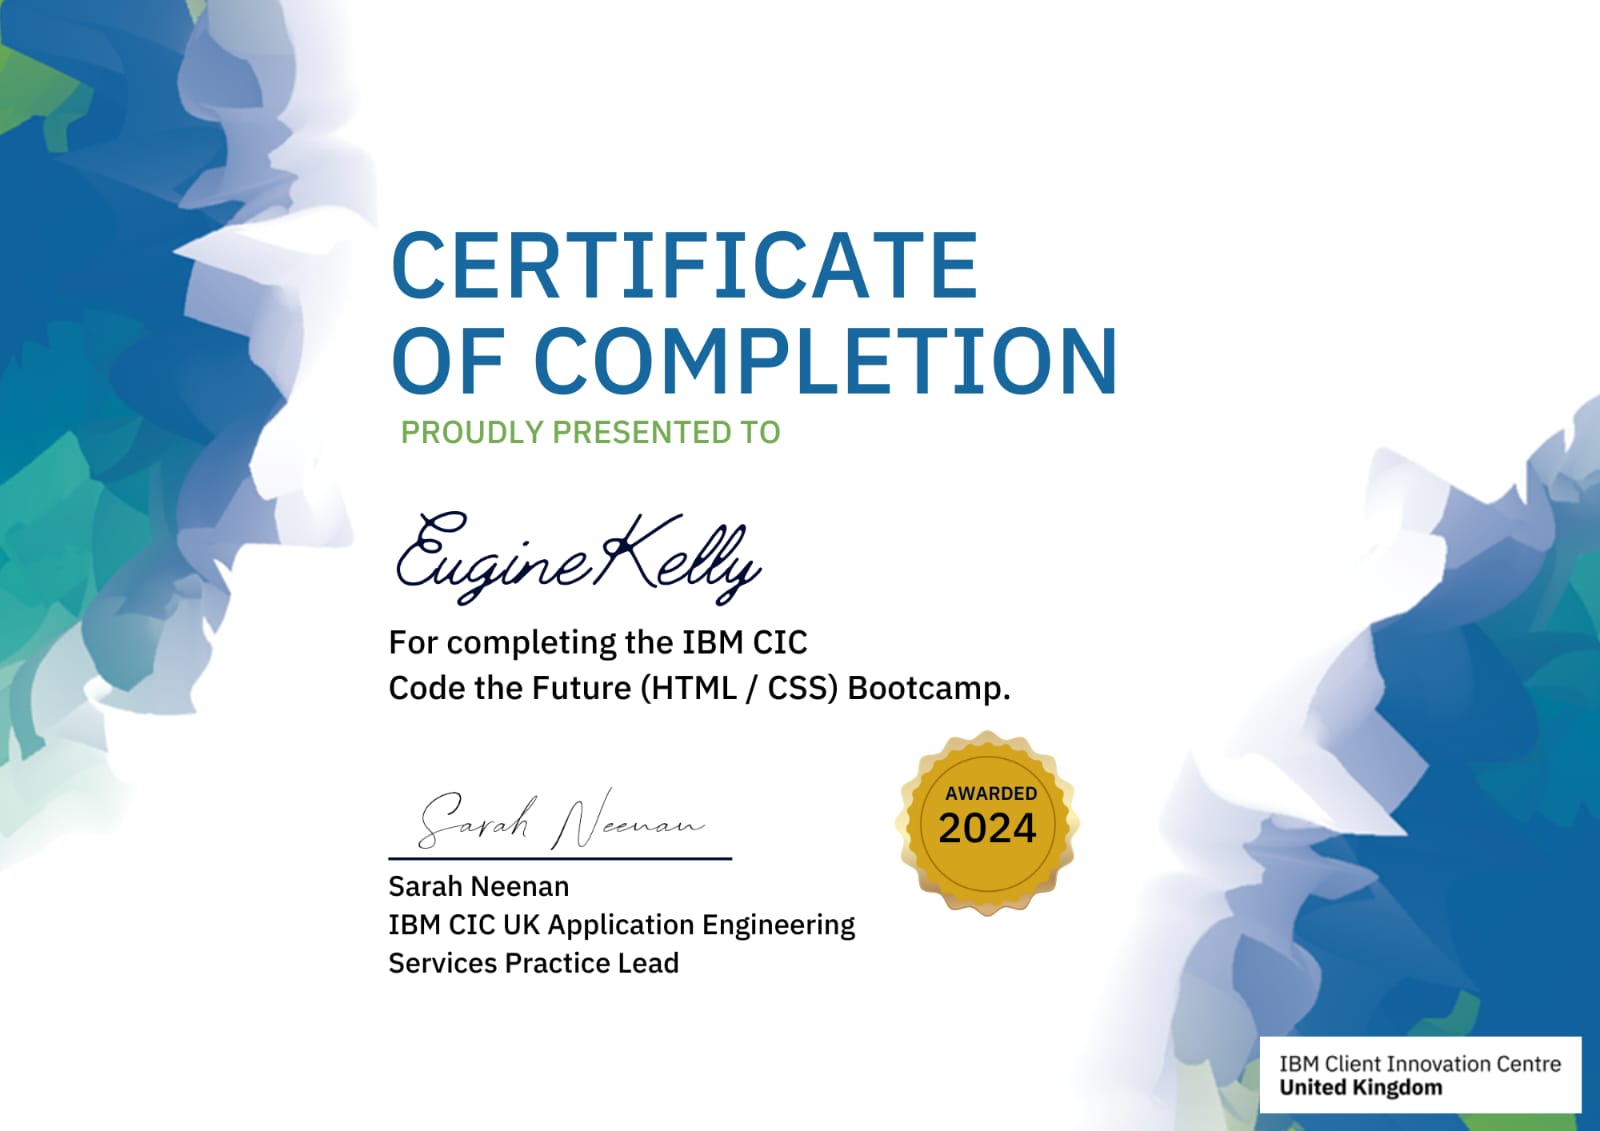 CERTIFICATE
OF COMPLETION
PROUDLY PRESENTED TO
Eugine Kelly
For completing the IBM CIC
Code the Future (HTML / CSS) Bootcamp.
AWARDED
2024
Sarah Neenan
Sarah Neenan
IBM CIC UK Application Engineering
Services Practice Lead
IBM Client Innovation Centre
United Kingdom